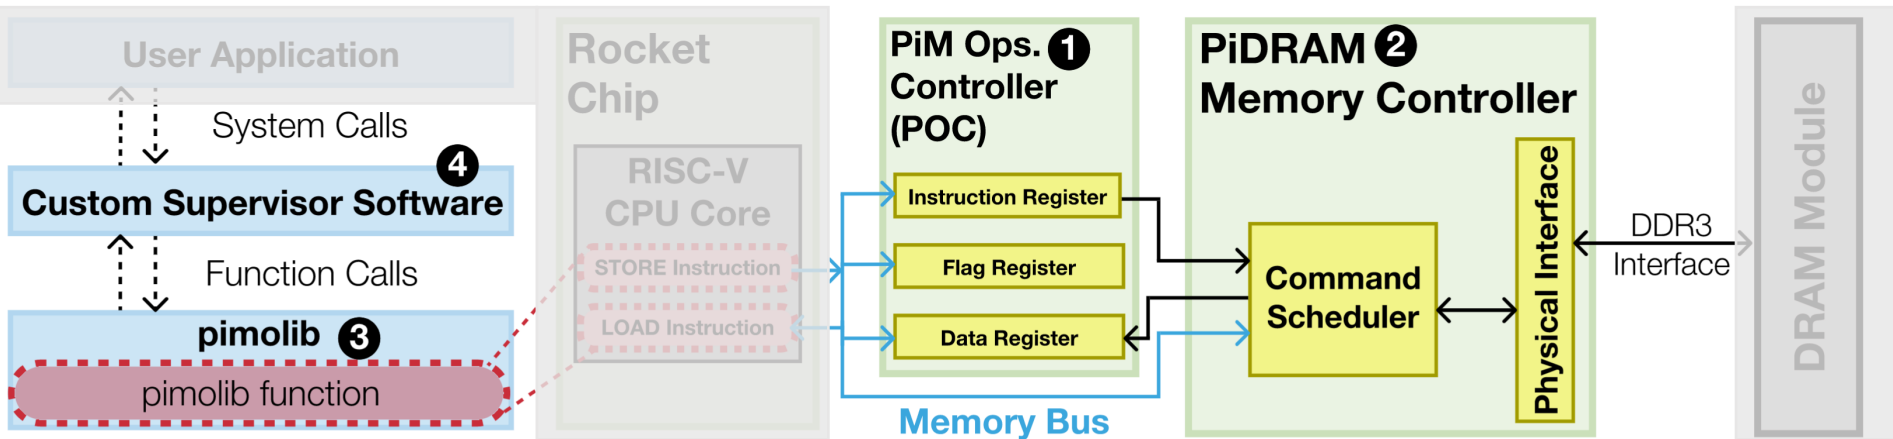 User Application
System Calls
4
Custom Supervisor Software
Function Calls
pimolib 3
pimolib function
Rocket
Chip
RISC-V
CPU Core
STORE Instruction
LOAD Instruction
PiM Ops. 1
Controller
(POC)
Instruction Register
Flag Register
Data Register
Memory Bus
PiDRAM 2
Memory Controller
Command
Scheduler
Physical Interface
DDR3
Interface
DRAM Module